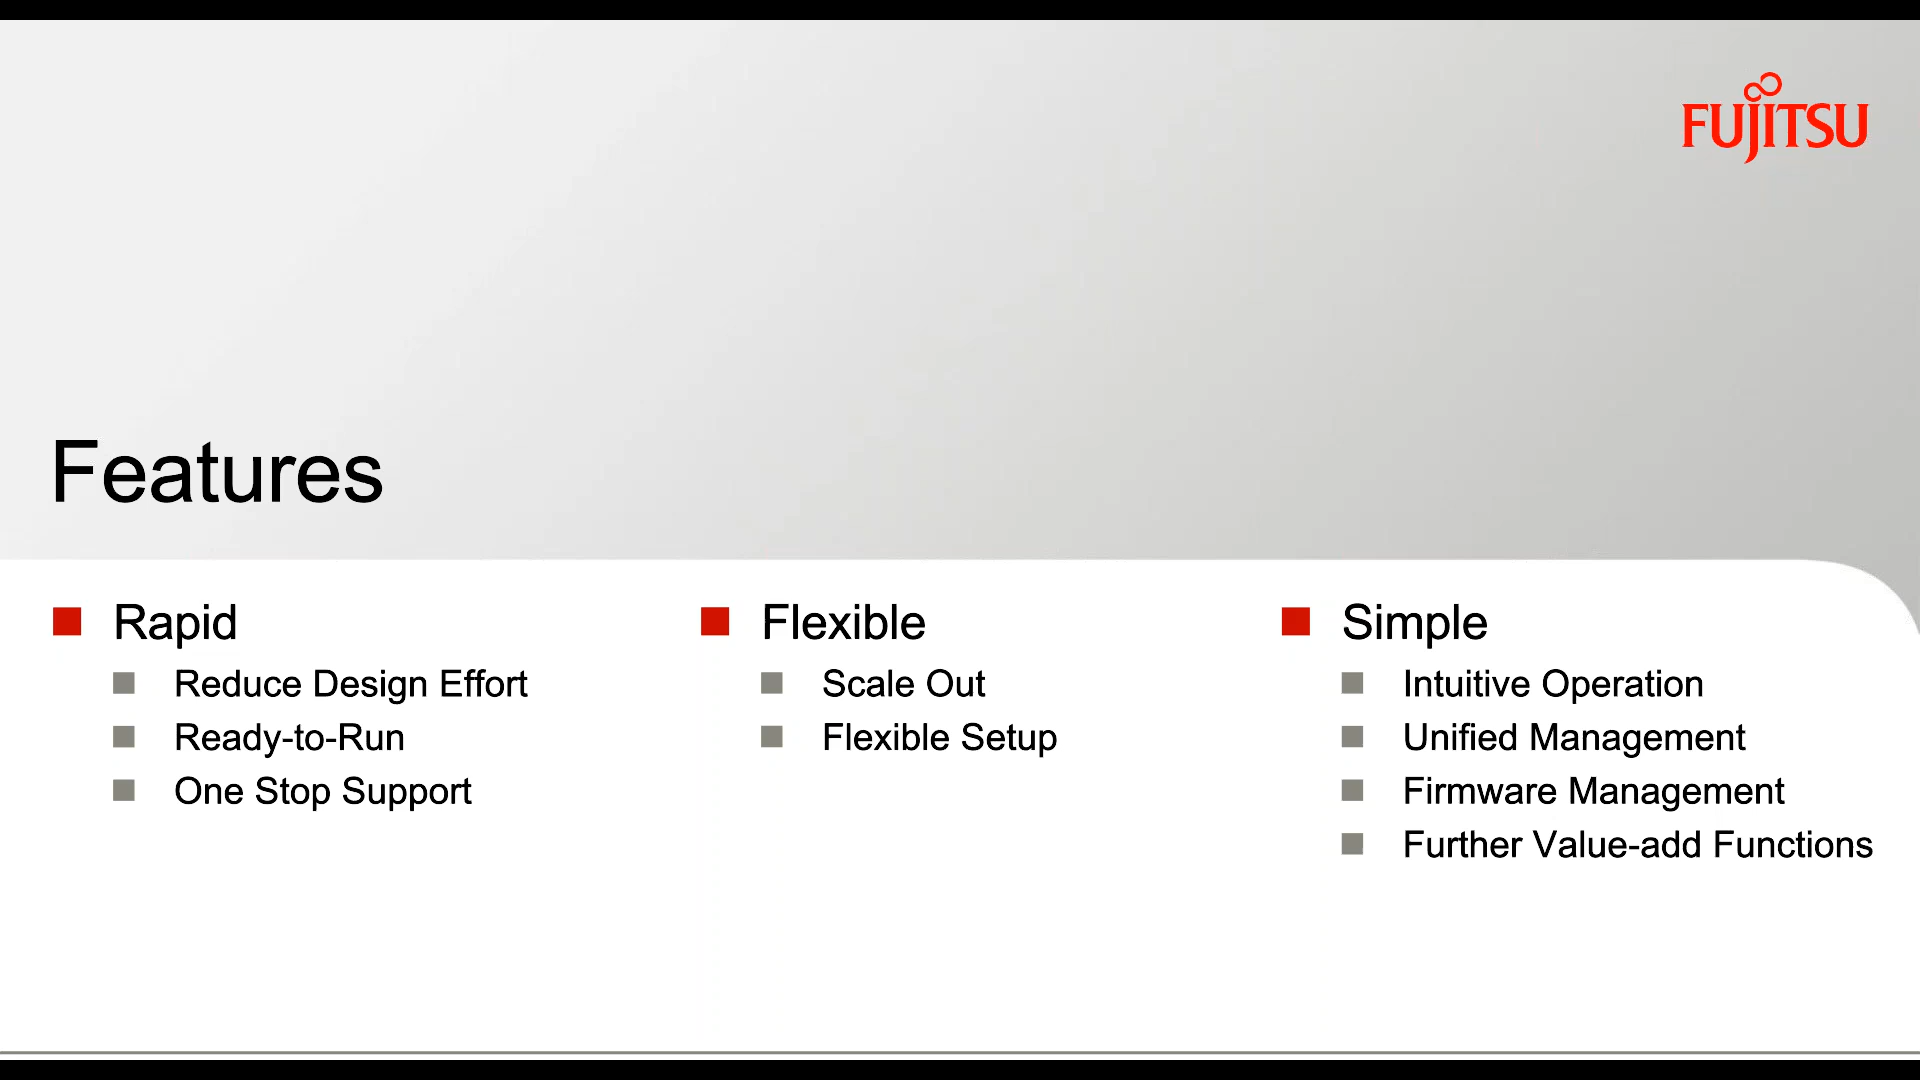 FUJITSU
Features
Rapid
Reduce Design Effort
Ready-to-Run
One Stop Support
Flexible
Scale Out
Flexible Setup
Simple
Intuitive Operation
Unified Management
Firmware Management
Further Value-add Functions